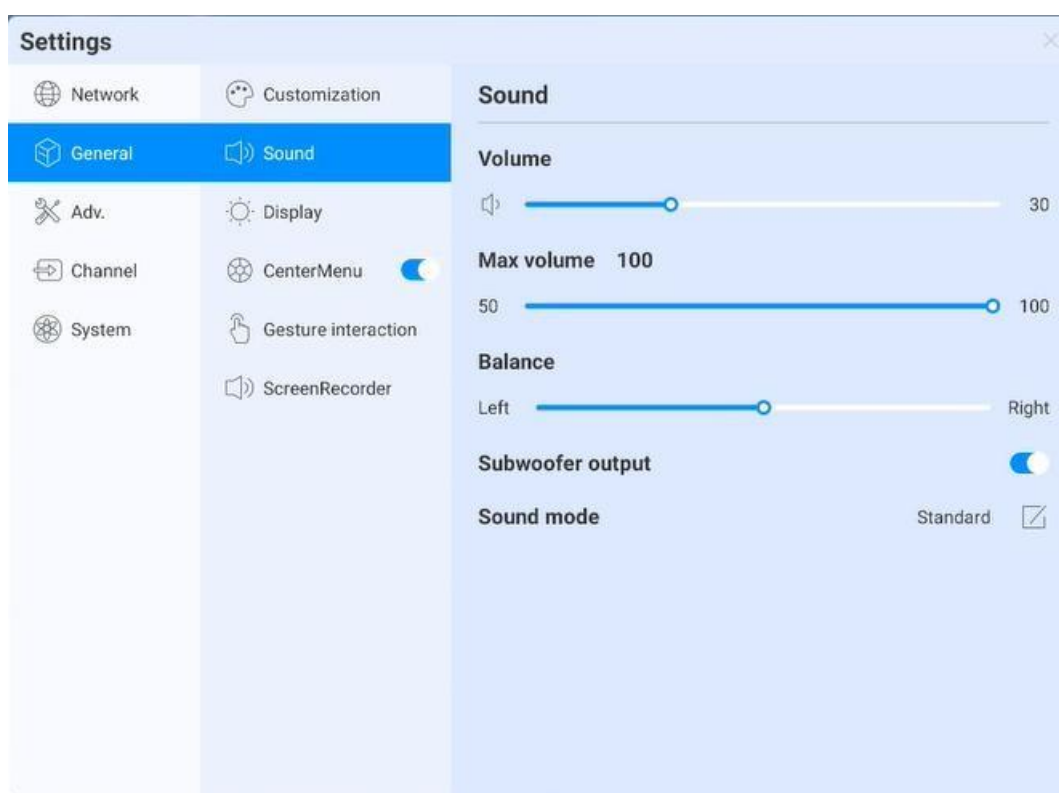 Settings
Network
General
Adv.
Channel
System
Customization
Sound
Display
CenterMenu
Gesture interaction
ScreenRecorder
Sound
Volume
30
Max volume 100
50 100
Balance
Left Right
Subwoofer output
Sound mode Standard